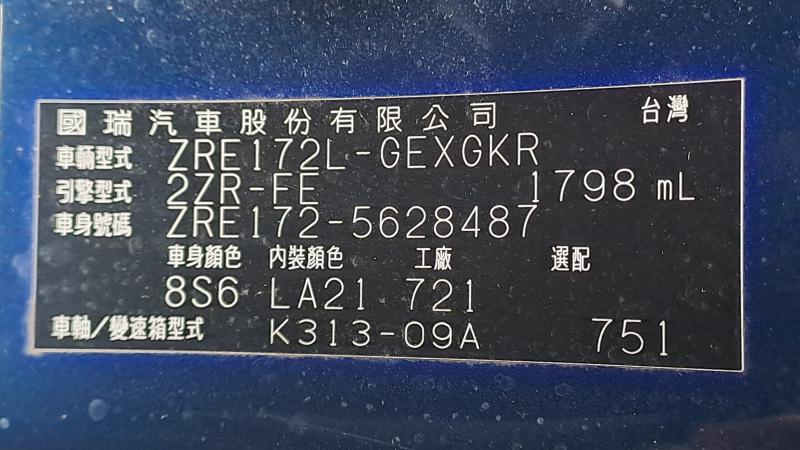 國瑞汽車股份有限公司 台灣
車輛型式 ZRE172L-GEXGKR
引擎型式 2ZR-FE 1798 mL
車身號碼 ZRE172-5628487
車身顏色 內裝顏色 工廠 選配
8S6 LA21 721
車軸/變速箱型式 K313-09A 751